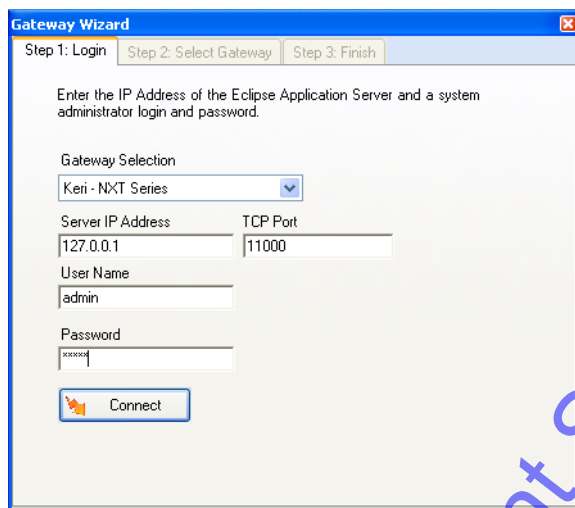 Gateway Wizard
Step 1: Login
Step 2: Select Gateway
Step 3: Finish
Enter the IP Address of the Eclipse Application Server and a system
administrator login and password.
Gateway Selection
Keri - NXT Series
Server IP Address
TCP Port
127.0.0.1
11000
User Name
admin
Password
xxxxx
Connect